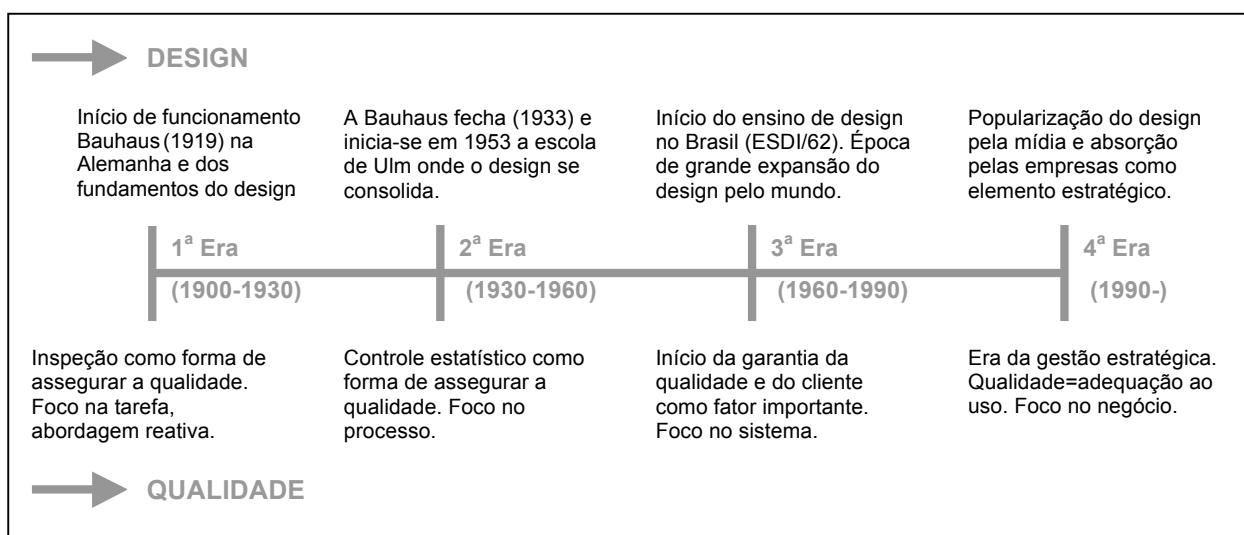 DESIGN
Início de funcionamento
Bauhaus (1919) na
Alemanha e dos
fundamentos do design
A Bauhaus fecha (1933) e
inicia-se em 1953 a escola
de Ulm onde o design se
consolida.
Início do ensino de design
no Brasil (ESDI/62). Época
de grande expansão do
design pelo mundo.
Popularização do design
pela mídia e absorção
pelas empresas como
elemento estratégico.
1ª Era
(1900-1930)
2ª Era
(1930-1960)
3ª Era
(1960-1990)
4ª Era
(1990-)
Inspeção como forma de
assegurar a qualidade.
Foco na tarefa,
abordagem reativa.
Controle estatístico como
forma de assegurar a
qualidade. Foco no
processo.
Início da garantia da
qualidade e do cliente
como fator importante.
Foco no sistema.
Era da gestão estratégica.
Qualidade=adequação ao
uso. Foco no negócio.
QUALIDADE